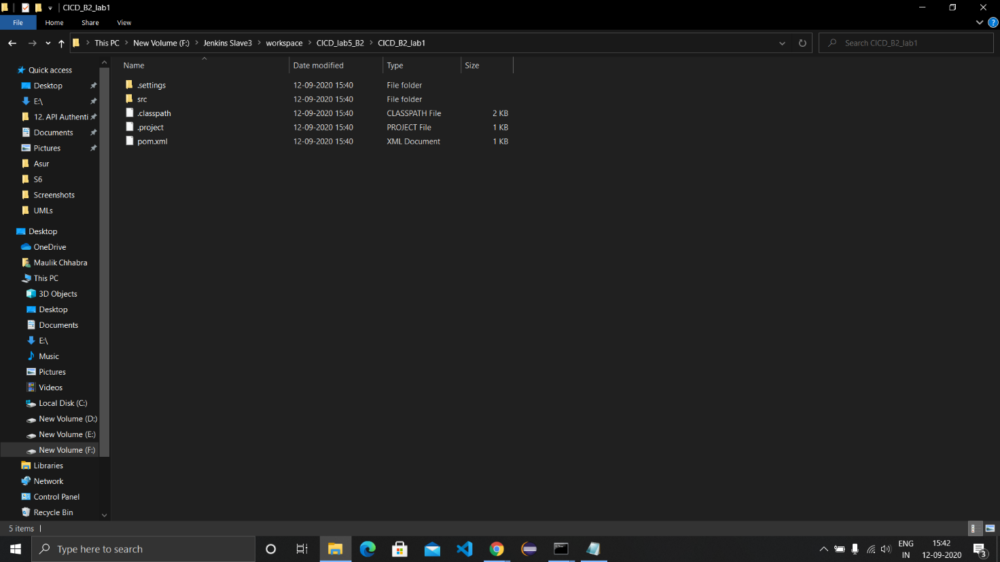 CICD_B2_lab1
File Home Share View
This PC New Volume (F:) Jenkins Slave3 workspace CICD_lab5_B2 CICD_B2_lab1
Search CICD_B2_lab1
Name Date modified Type Size
.settings 12-09-2020 15:40 File folder
src 12-09-2020 15:40 File folder
.classpath 12-09-2020 15:40 CLASSPATH File 2 KB
.project 12-09-2020 15:40 PROJECT File 1 KB
pom.xml 12-09-2020 15:40 XML Document 1 KB
Quick access
Desktop
E:\
12. API Authenti
Documents
Pictures
Asur
S6
Screenshots
UMLs
Desktop
OneDrive
Maulik Chhabra
This PC
3D Objects
Desktop
Documents
E:\
Music
Pictures
Videos
Local Disk (C:)
New Volume (D:)
New Volume (E:)
New Volume (F:)
Libraries
Network
Control Panel
Recycle Bin
5 items
Type here to search
ENG
IN
15:42
12-09-2020
3